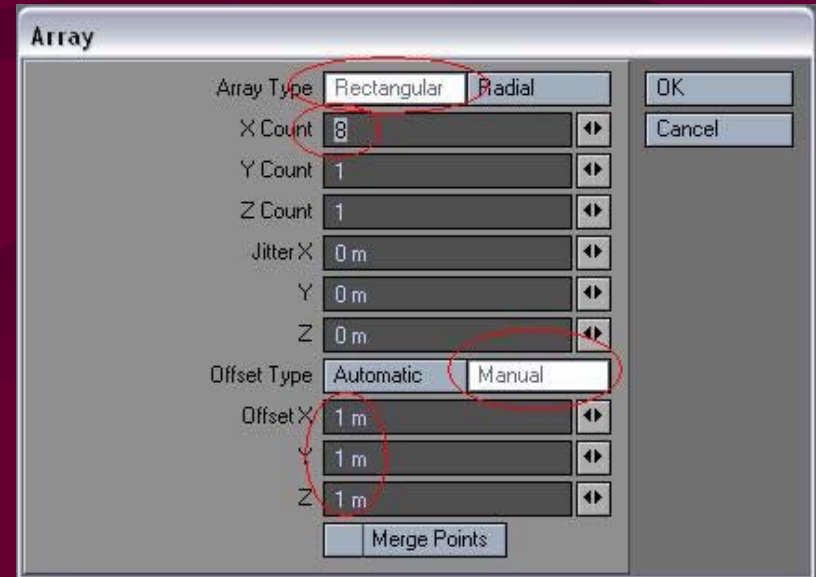 Array
Array Type Rectangular Radial OK
X Count 8 Cancel
Y Count 1
Z Count 1
Jitter X 0 m
Y 0 m
Z 0 m
Offset Type Automatic Manual
Offset X 1 m
Y 1 m
Z 1 m
Merge Points